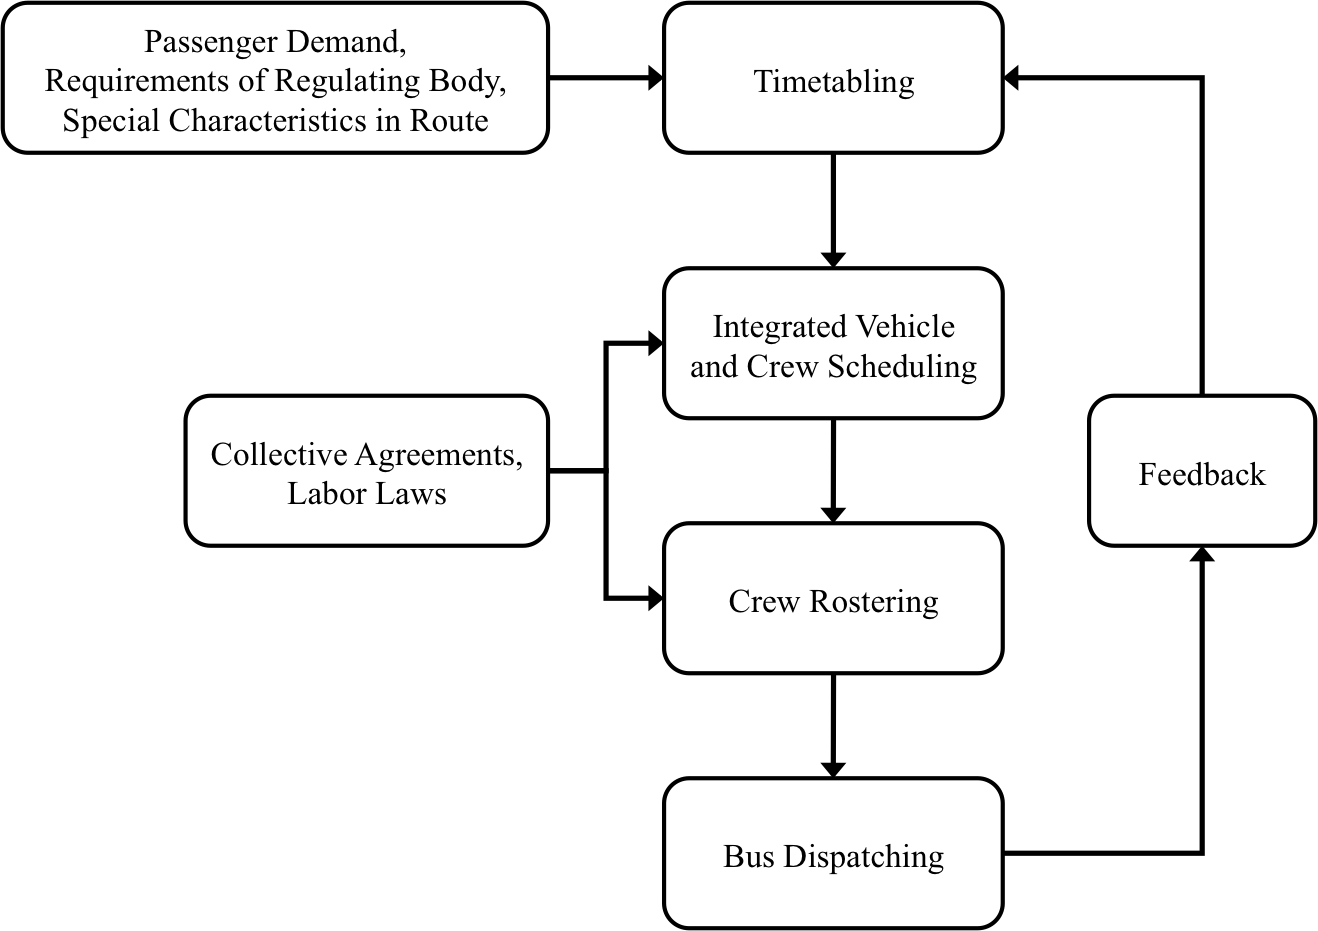 Passenger Demand,
Requirements of Regulating Body,
Special Characteristics in Route
Timetabling
Integrated Vehicle
and Crew Scheduling
Collective Agreements,
Labor Laws
Feedback
Crew Rostering
Bus Dispatching